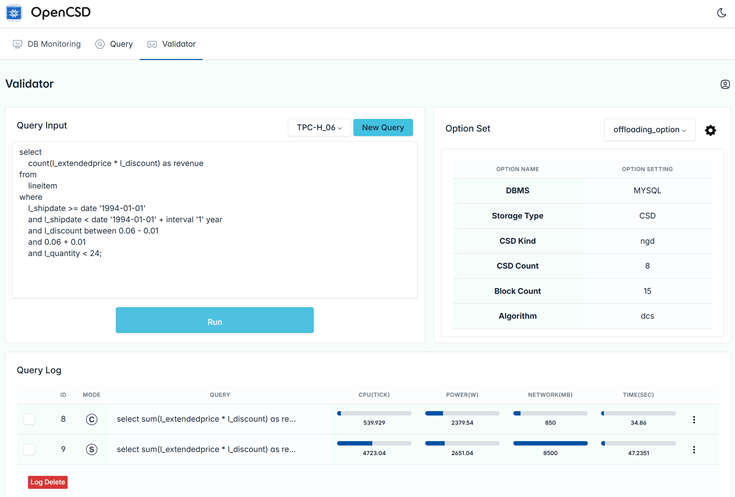 OpenCSD
DB Monitoring Query Validator
Validator
Query Input
TPC-H_06
New Query
select
count(l_extendedprice * l_discount) as revenue
from
lineitem
where
l_shipdate >= date '1994-01-01'
and l_shipdate < date '1994-01-01' + interval '1' year
and l_discount between 0.06 - 0.01
and 0.06 + 0.01
and l_quantity < 24;
Run
Option Set
offloading_option
OPTION NAME OPTION SETTING
DBMS MYSQL
Storage Type CSD
CSD Kind ngd
CSD Count 8
Block Count 15
Algorithm dcs
Query Log
ID MODE QUERY CPU(TICK) POWER(W) NETWORK(MB) TIME(SEC)
8 C select sum(l_extendedprice * l_discount) as re... 539.929 2379.54 850 34.86
9 S select sum(l_extendedprice * l_discount) as re... 4723.04 2651.04 8500 47.2351
Log Delete